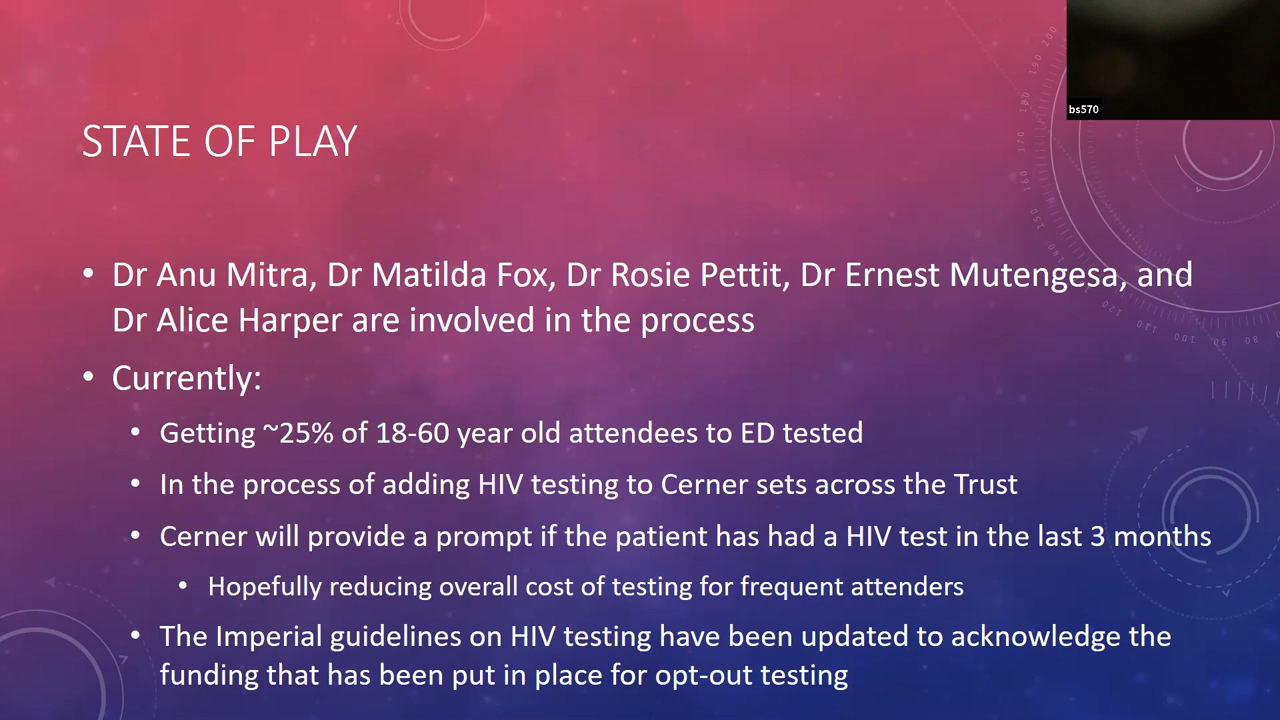 bs570
STATE OF PLAY
• Dr Anu Mitra, Dr Matilda Fox, Dr Rosie Pettit, Dr Ernest Mutengesa, and
Dr Alice Harper are involved in the process
• Currently:
• Getting ~25% of 18-60 year old attendees to ED tested
• In the process of adding HIV testing to Cerner sets across the Trust
• Cerner will provide a prompt if the patient has had a HIV test in the last 3 months
• Hopefully reducing overall cost of testing for frequent attenders
• The Imperial guidelines on HIV testing have been updated to acknowledge the
funding that has been put in place for opt-out testing